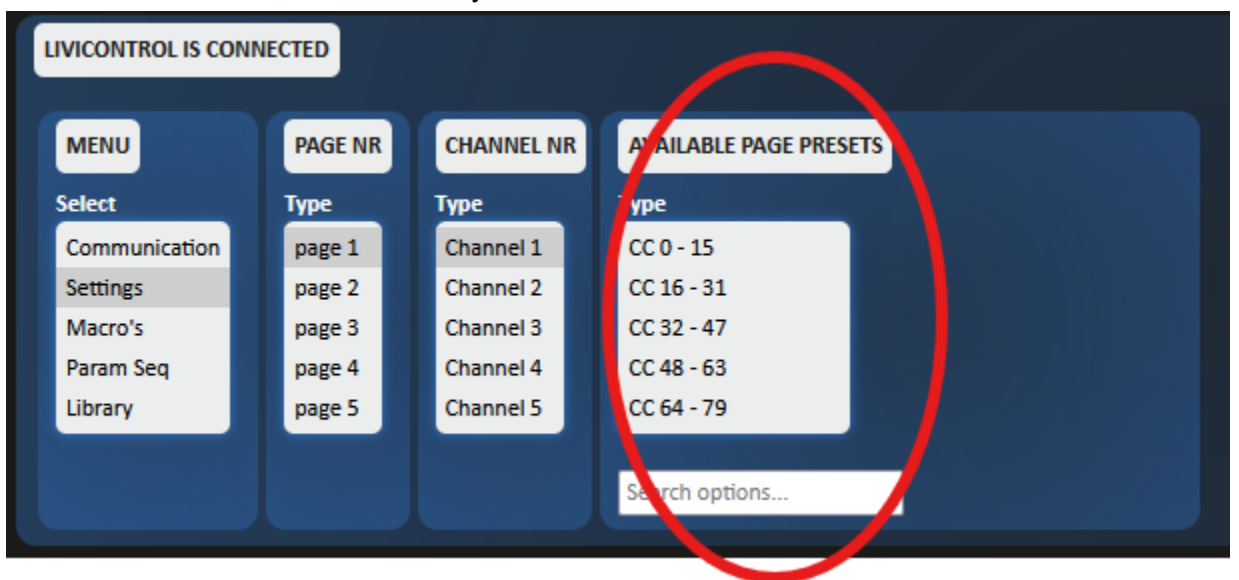 LIVICONTROL IS CONNECTED
MENU
Select
Communication
Settings
Macro's
Param Seq
Library
PAGE NR
Type
page 1
page 2
page 3
page 4
page 5
CHANNEL NR
Type
Channel 1
Channel 2
Channel 3
Channel 4
Channel 5
AVAILABLE PAGE PRESETS
Type
CC 0 - 15
CC 16 - 31
CC 32 - 47
CC 48 - 63
CC 64 - 79
Search options...